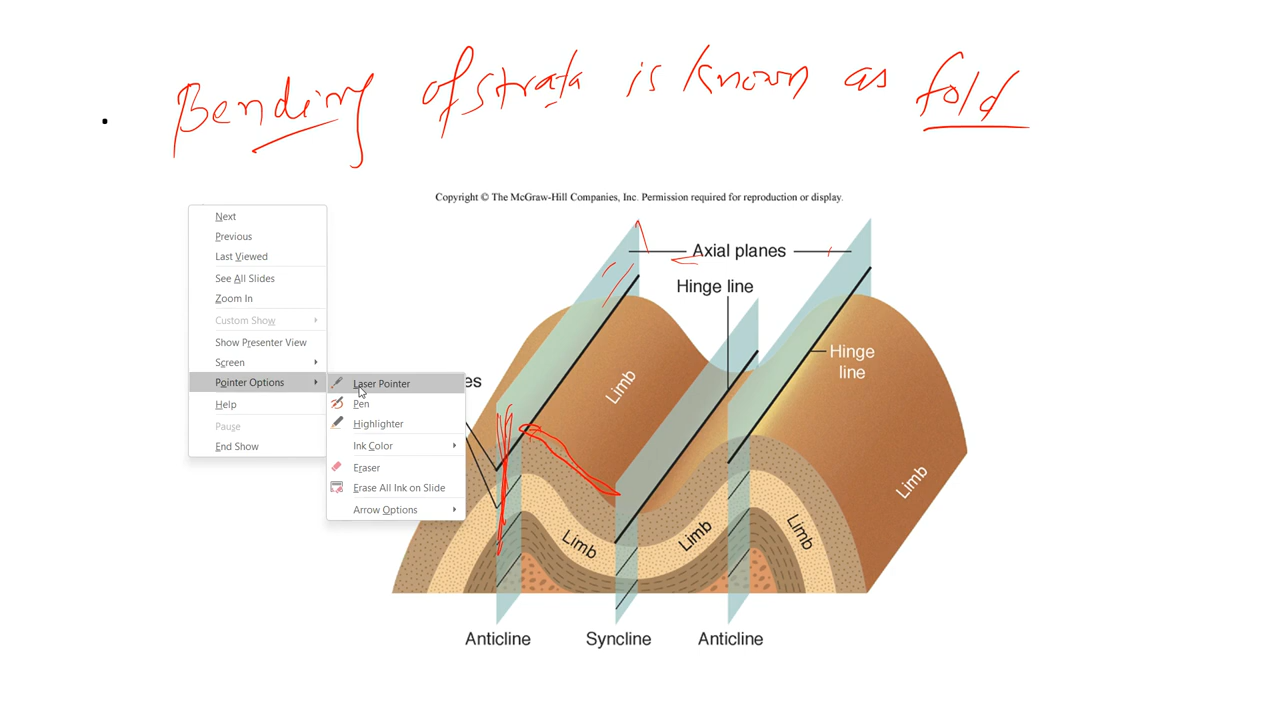 Bending of strata is known as fold
Copyright © The McGraw-Hill Companies, Inc. Permission required for reproduction or display.
Next
Previous
Last Viewed
See All Slides
Zoom In
Custom Show
Show Presenter View
Screen
Pointer Options
Help
Pause
End Show
Laser Pointer
Pen
Highlighter
Ink Color
Eraser
Erase All Ink on Slide
Arrow Options
Axial planes
Hinge line
Hinge
line
es
Limb
Limb
Limb
Limb
Limb
Anticline
Syncline
Anticline